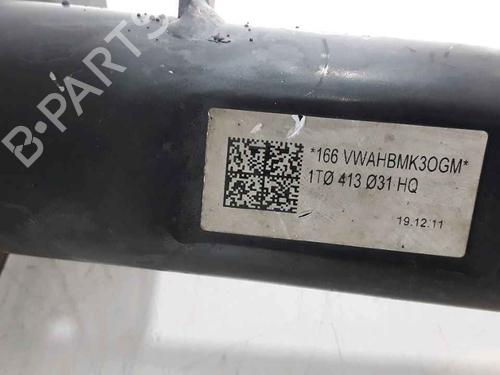 B-PARTS
*166 VWAHBMK3OGM*
1TØ 413 Ø31 HQ
19.12.11